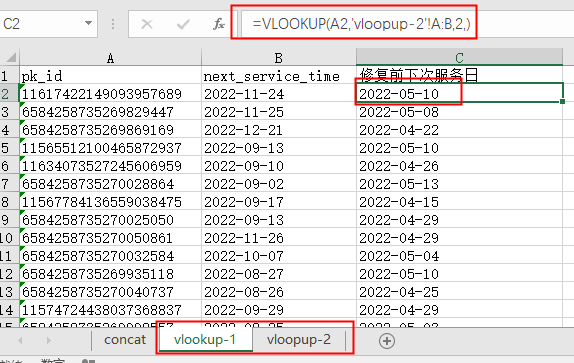 C2 =VLOOKUP(A2,'vloopup-2'!A:B,2,)
A B C
1 pk_id next_service_time 修复前下次服务日
2 11617422149093957689 2022-11-24 2022-05-10
3 6584258735269829447 2022-11-25 2022-05-08
4 6584258735269869169 2022-12-21 2022-04-22
5 11565512100465872937 2022-09-13 2022-05-10
6 11634073527245606959 2022-09-10 2022-04-26
7 6584258735270028864 2022-09-02 2022-05-13
8 11567784136559038475 2022-09-17 2022-04-15
9 6584258735270025050 2022-09-13 2022-04-29
10 6584258735270050861 2022-11-26 2022-04-29
11 6584258735270032584 2022-10-07 2022-05-04
12 6584258735269935118 2022-08-27 2022-05-10
13 6584258735270040737 2022-08-26 2022-04-25
14 11574724438037368837 2022-09-29 2022-04-29
concat vlookup-1 vloopup-2